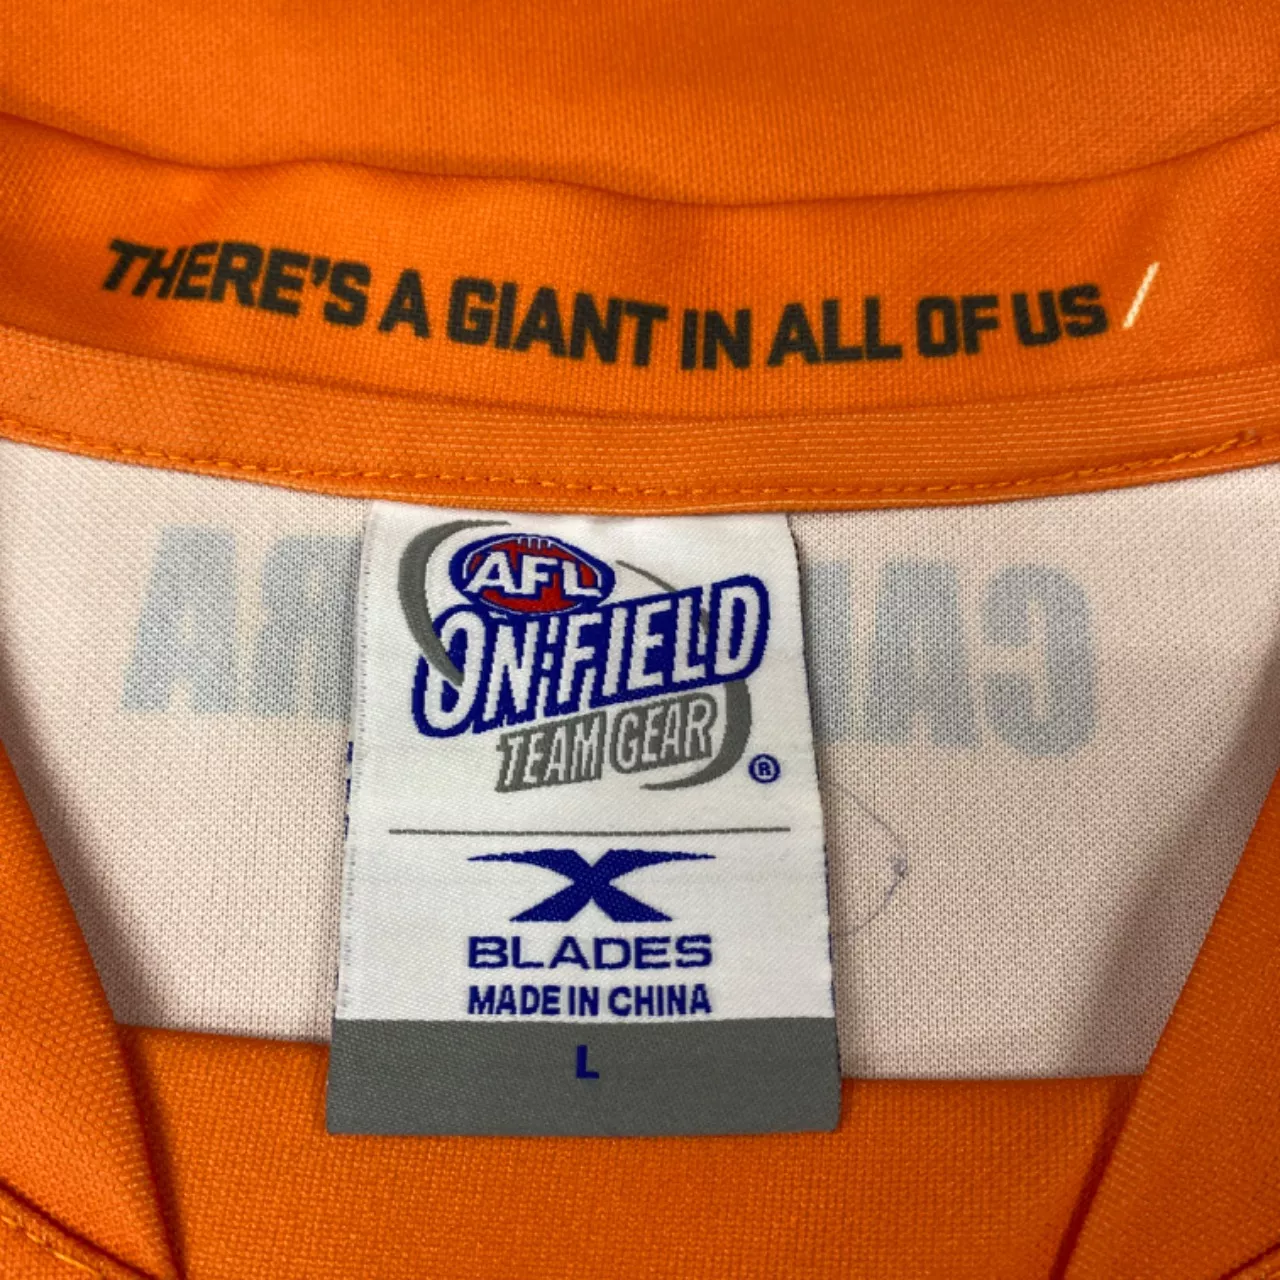 THERE'S A GIANT IN ALL OF US /
AFL
ON:FIELD
TEAM GEAR
®
BLADES
MADE IN CHINA
L